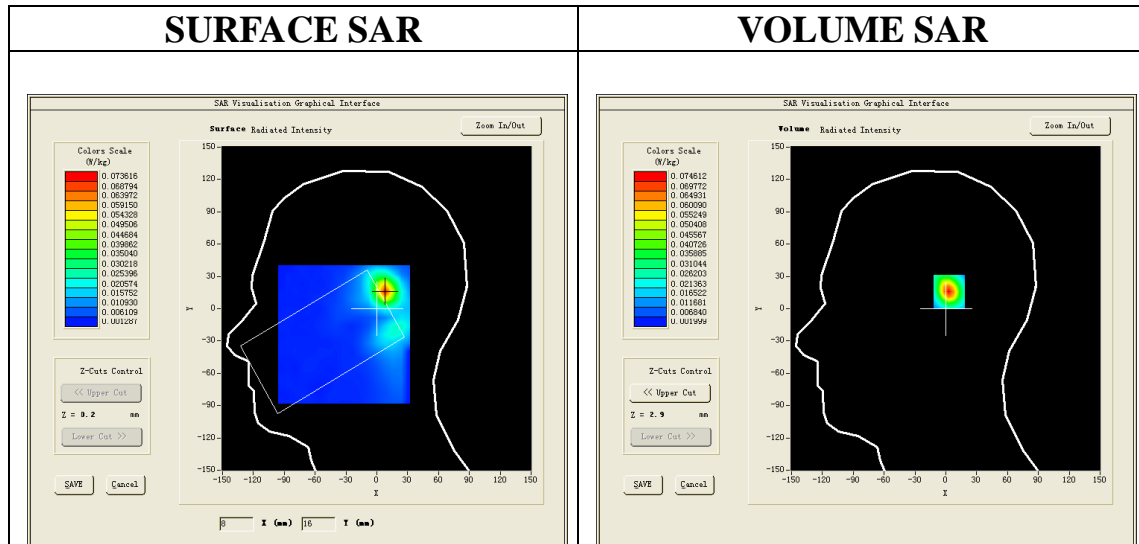 SURFACE SAR
VOLUME SAR
SAR Visualisation Graphical Interface
Surface Radiated Intensity
Zoom In/Out
Colors Scale
(W/kg)
0.073616
0.068794
0.063972
0.059150
0.054328
0.049506
0.044684
0.039862
0.035040
0.030218
0.025396
0.020574
0.015752
0.010930
0.006109
0.001287
Z-Cuts Control
<< Upper Cut
Z = 0.2 mm
Lower Cut >>
SAVE Cancel
150
120
90
60
30
0
-30
-60
-90
-120
-150
Y
-150 -120 -90 -60 -30 0 30 60 90 120 150
X
8 X (mm) 16 Y (mm)
SAR Visualisation Graphical Interface
Volume Radiated Intensity
Zoom In/Out
Colors Scale
(W/kg)
0.074612
0.069772
0.064931
0.060090
0.055249
0.050408
0.045567
0.040726
0.035885
0.031044
0.026203
0.021363
0.016522
0.011681
0.006840
0.001999
Z-Cuts Control
<< Upper Cut
Z = 2.9 mm
Lower Cut >>
SAVE Cancel
150
120
90
60
30
0
-30
-60
-90
-120
-150
Y
-150 -120 -90 -60 -30 0 30 60 90 120 150
X